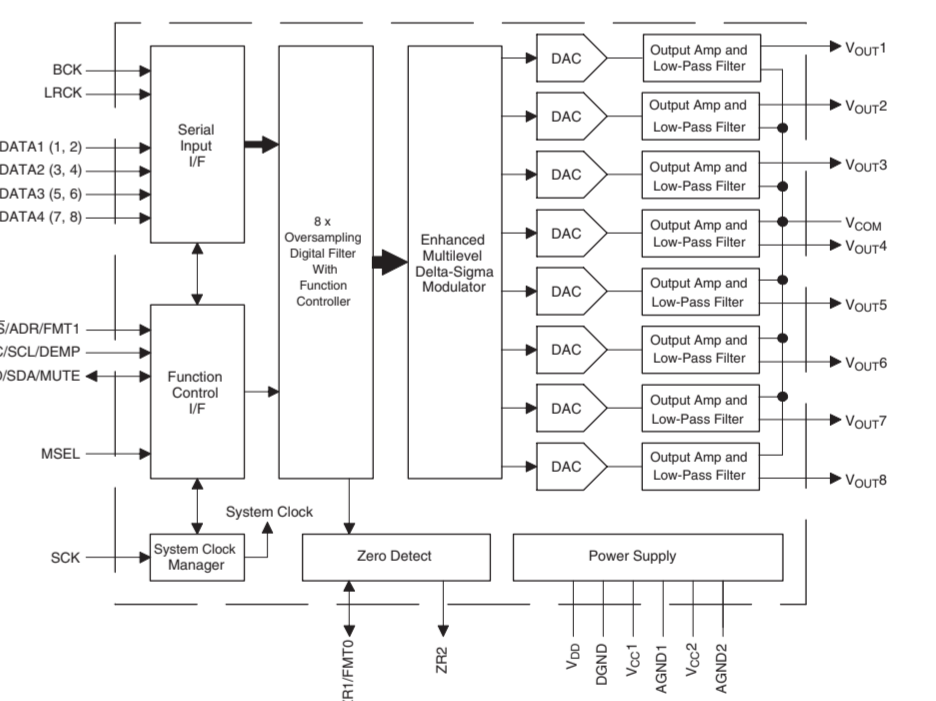 BCK
LRCK
DATA1 (1, 2)
DATA2 (3, 4)
DATA3 (5, 6)
DATA4 (7, 8)
Serial
Input
I/F
S/ADR/FMT1
C/SCL/DEMP
/SDA/MUTE
MSEL
Function
Control
I/F
SCK
System Clock
Manager
System Clock
8 x
Oversampling
Digital Filter
With
Function
Controller
Enhanced
Multilevel
Delta-Sigma
Modulator
DAC
Output Amp and
Low-Pass Filter
VOUT1
DAC
Output Amp and
Low-Pass Filter
VOUT2
DAC
Output Amp and
Low-Pass Filter
VOUT3
DAC
Output Amp and
Low-Pass Filter
VCOM
VOUT4
DAC
Output Amp and
Low-Pass Filter
VOUT5
DAC
Output Amp and
Low-Pass Filter
VOUT6
DAC
Output Amp and
Low-Pass Filter
VOUT7
DAC
Output Amp and
Low-Pass Filter
VOUT8
Zero Detect
Power Supply
R1/FMT0
ZR2
VDD
DGND
VCC1
AGND1
VCC2
AGND2